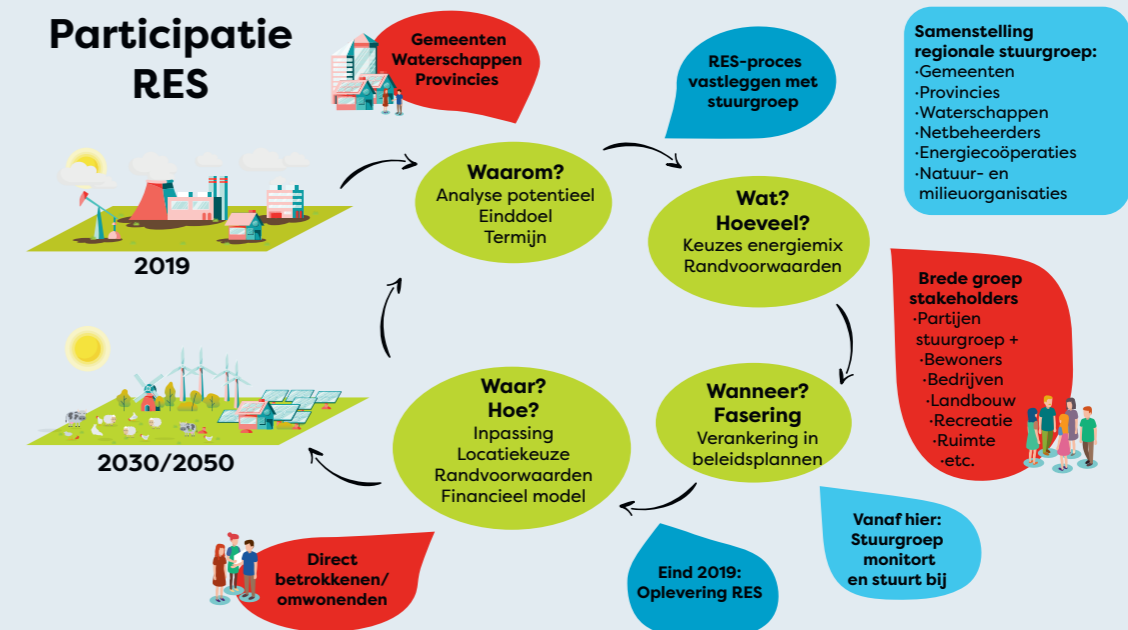 Participatie
RES
Gemeenten
Waterschappen
Provincies
RES-proces
vastleggen met
stuurgroep
Samenstelling
regionale stuurgroep:
·Gemeenten
·Provincies
·Waterschappen
·Netbeheerders
·Energiecoöperaties
·Natuur- en
milieuorganisaties
2019
Waarom?
Analyse potentieel
Einddoel
Termijn
Wat?
Hoeveel?
Keuzes energiemix
Randvoorwaarden
Brede groep
stakeholders
·Partijen
stuurgroep +
·Bewoners
·Bedrijven
·Landbouw
·Recreatie
·Ruimte
·etc.
Wanneer?
Fasering
Verankering in
beleidsplannen
Vanaf hier:
Stuurgroep
monitort
en stuurt bij
Eind 2019:
Oplevering RES
Waar?
Hoe?
Inpassing
Locatiekeuze
Randvoorwaarden
Financieel model
Direct
betrokkenen/
omwonenden
2030/2050